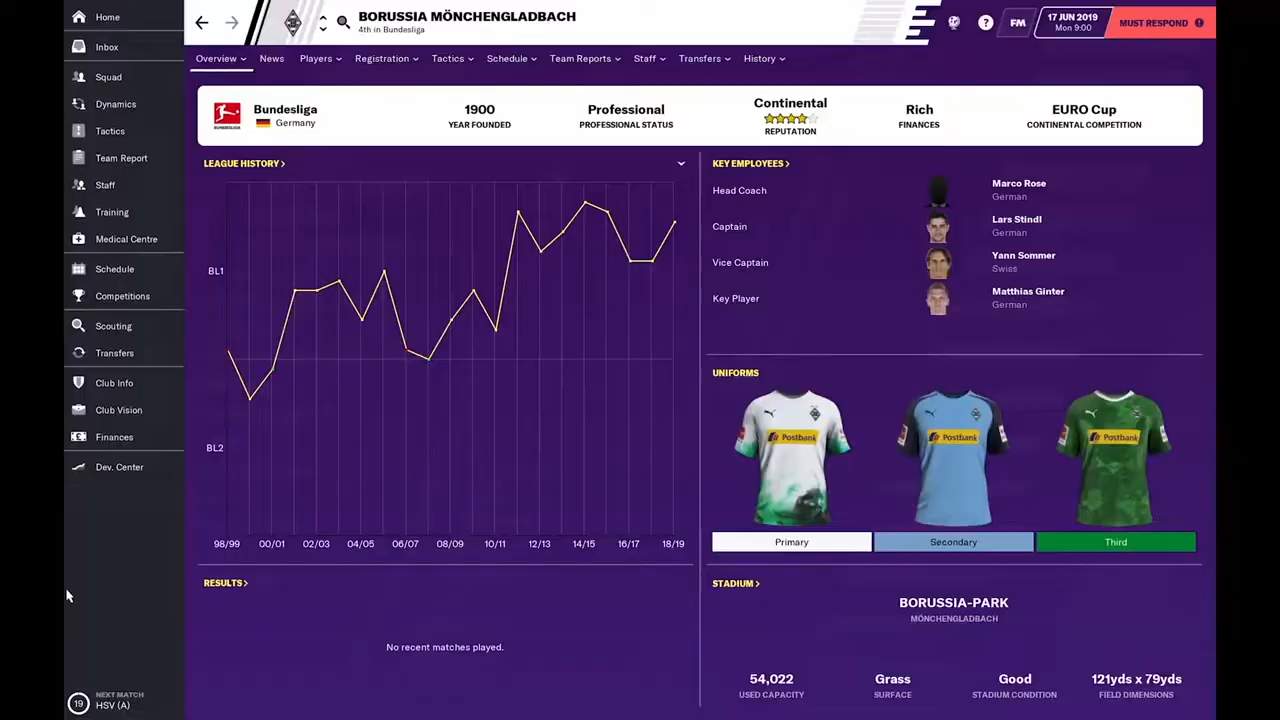 Home
Inbox
Squad
Dynamics
Tactics
Team Report
Staff
Training
Medical Centre
Schedule
Competitions
Scouting
Transfers
Club Info
Club Vision
Finances
Dev. Center
19
NEXT MATCH
HSV (A)
BORUSSIA MÖNCHENGLADBACH
4th in Bundesliga
?
FM
17 JUN 2019
Mon 9:00
MUST RESPOND
Overview News Players Registration Tactics Schedule Team Reports Staff Transfers History
Bundesliga
Germany
1900
YEAR FOUNDED
Professional
PROFESSIONAL STATUS
Continental
REPUTATION
Rich
FINANCES
EURO Cup
CONTINENTAL COMPETITION
LEAGUE HISTORY >
BL1
BL2
98/99 00/01 02/03 04/05 06/07 08/09 10/11 12/13 14/15 16/17 18/19
RESULTS >
No recent matches played.
KEY EMPLOYEES >
Head Coach
Marco Rose
German
Captain
Lars Stindl
German
Vice Captain
Yann Sommer
Swiss
Key Player
Matthias Ginter
German
UNIFORMS
Postbank
Postbank
Postbank
Primary
Secondary
Third
STADIUM >
BORUSSIA-PARK
MÖNCHENGLADBACH
54,022
USED CAPACITY
Grass
SURFACE
Good
STADIUM CONDITION
121yds x 79yds
FIELD DIMENSIONS